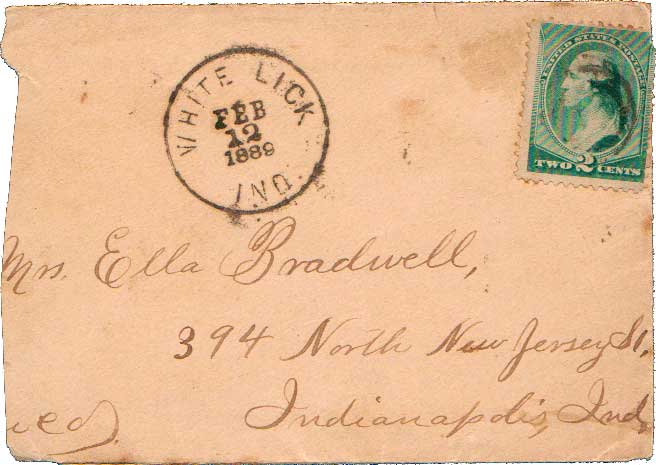 WHITE LICK
FEB
12
1889
IND.
UNITED STATES POSTAGE
TWO 2 CENTS
Mrs. Ella Bradwell,
394 North New Jersey St,
Indianapolis, Ind,